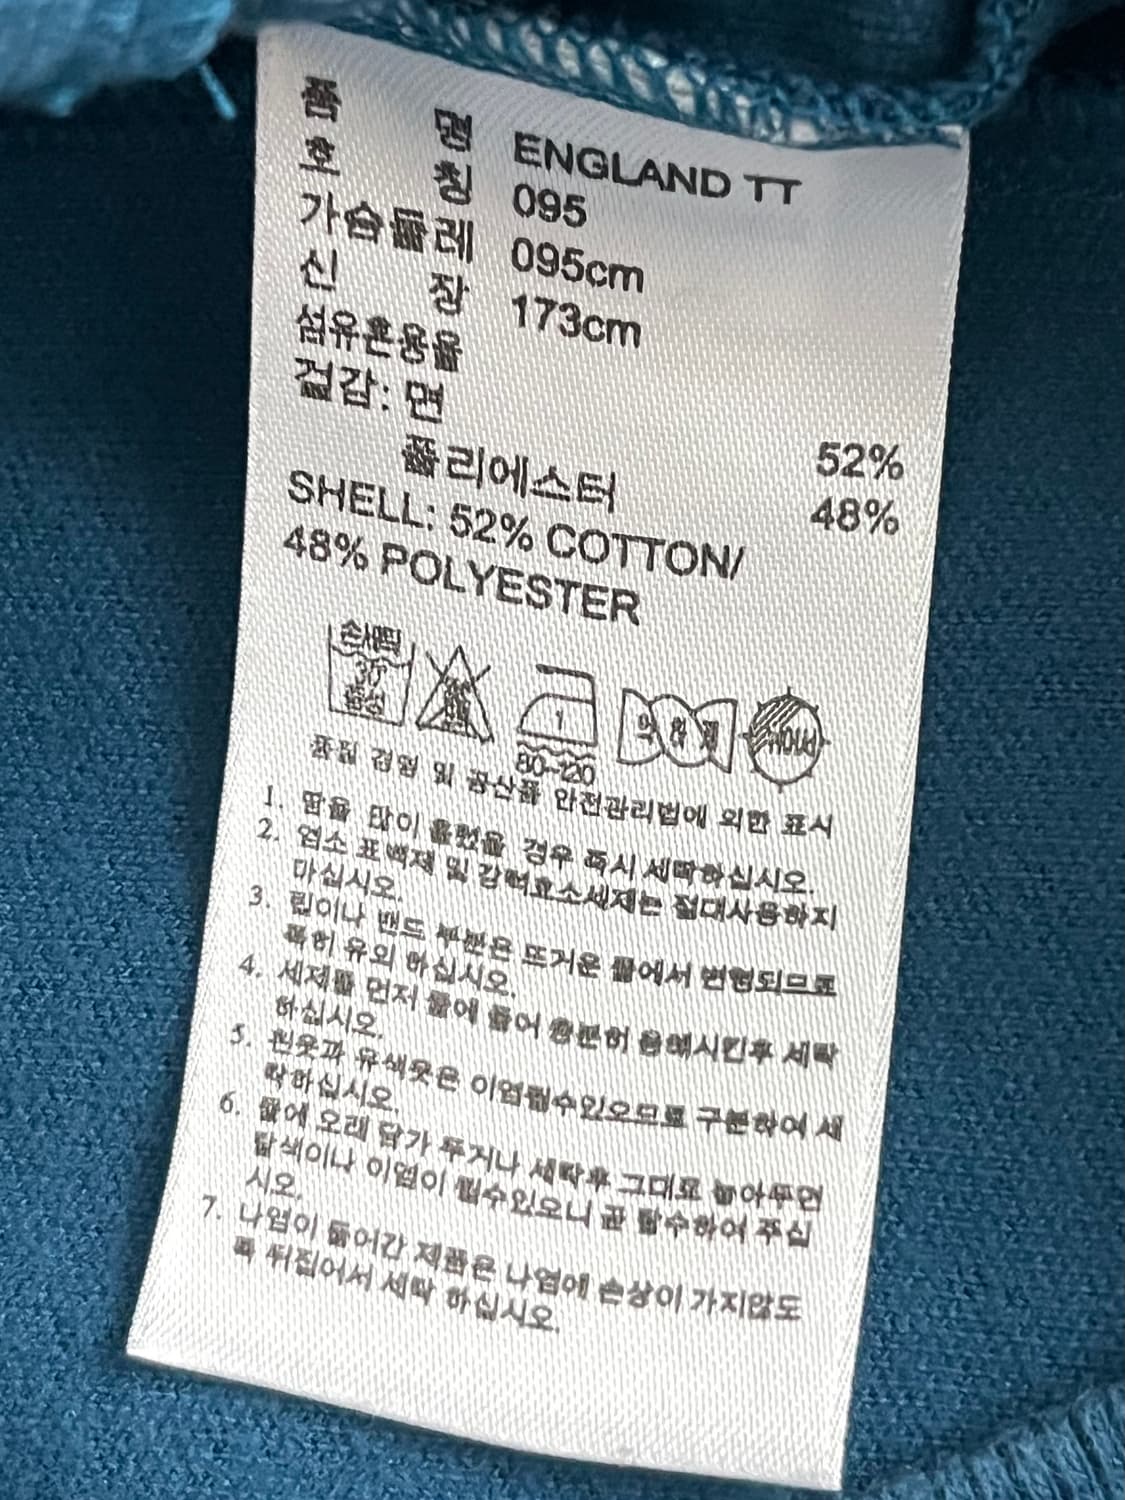 품 명 ENGLAND TT
호 칭 095
가슴둘레 095cm
신 장 173cm
섬유혼용율
겉감: 면 52%
폴리에스터 48%
SHELL: 52% COTTON/
48% POLYESTER
손세탁
30°
중성
1
80~120
약하게
품질 경영 및 공산품 안전관리법에 의한 표시
1. 땀을 많이 흘렸을 경우 즉시 세탁하십시오.
2. 염소 표백제 및 강력효소세제는 절대사용하지
마십시오.
3. 립이나 밴드 부분은 뜨거운 물에서 변형되므로
특히 유의 하십시오.
4. 세제를 먼저 물에 풀어 충분히 용해시킨후 세탁
하십시오.
5. 흰옷과 유색옷은 이염될수있으므로 구분하여 세
탁하십시오.
6. 물에 오래 담가 두거나 세탁후 그대로 놓아두면
탈색이나 이염이 될수있으니 곧 탈수하여 주십
시오.
7. 나염이 들어간 제품은 나염에 손상이 가지않도
록 뒤집어서 세탁 하십시오.